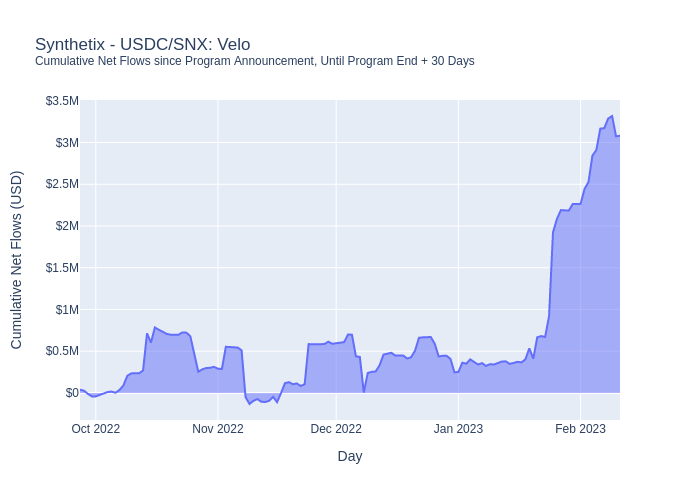 Synthetix - USDC/SNX: Velo
Cumulative Net Flows since Program Announcement, Until Program End + 30 Days
Cumulative Net Flows (USD)
$3.5M
$3M
$2.5M
$2M
$1.5M
$1M
$0.5M
$0
Oct 2022
Nov 2022
Dec 2022
Jan 2023
Feb 2023
Day